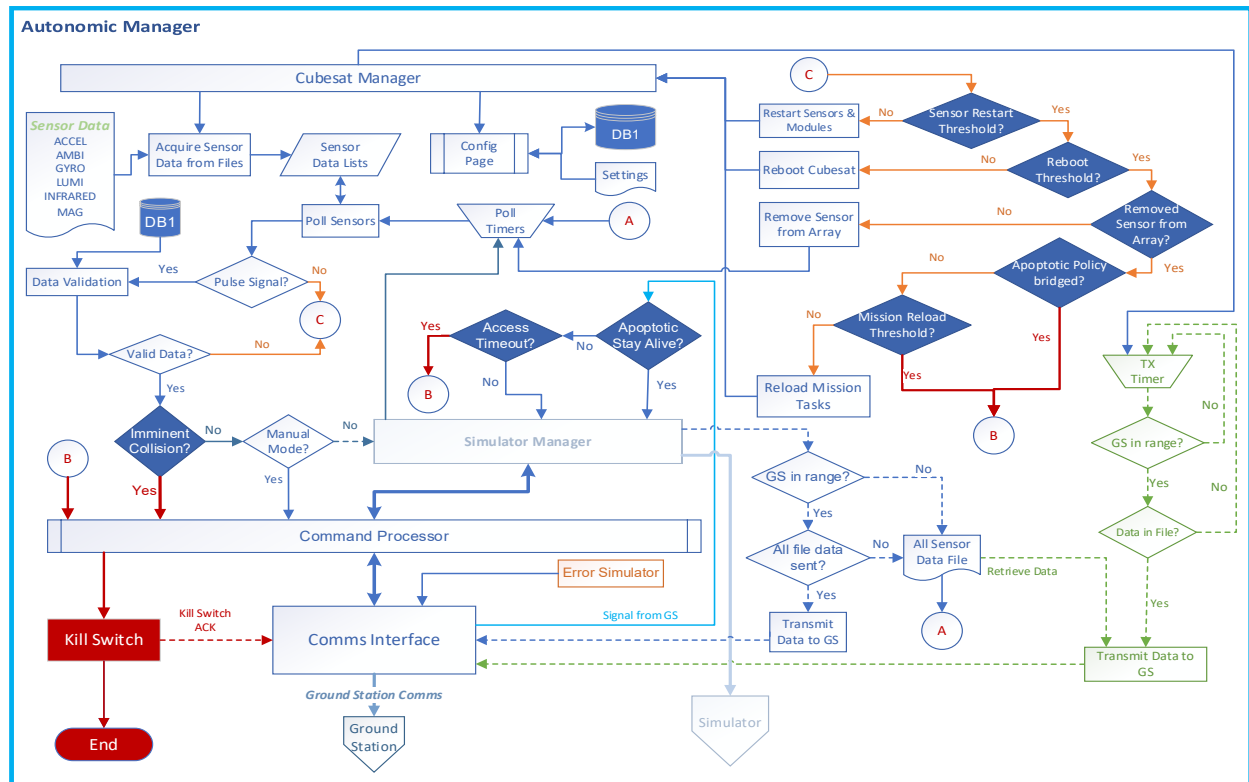 Autonomic Manager
Cubesat Manager
C
Sensor Data
ACCEL
AMBI
GYRO
LUMI
INFRARED
MAG
Acquire Sensor
Data from Files
Sensor
Data Lists
Config
Page
DB1
Settings
Restart Sensors &
Modules
No
Sensor Restart
Threshold?
Yes
Reboot Cubesat
No
Reboot
Threshold?
Yes
DB1
Poll Sensors
Poll
Timers
A
Remove Sensor
from Array
No
Removed
Sensor from
Array?
Yes
Data Validation
Yes
Pulse Signal?
No
C
No
Apoptotic Policy
bridged?
Yes
Mission Reload
Threshold?
No
Yes
Yes
Access
Timeout?
No
Apoptotic
Stay Alive?
No
Yes
B
Valid Data?
No
Yes
Reload Mission
Tasks
B
TX
Timer
No
GS in range?
Yes
No
Data in File?
Yes
Imminent
Collision?
No
Manual
Mode?
No
Simulator Manager
B
Yes
Yes
GS in range?
No
Yes
Command Processor
All file data
sent?
No
All Sensor
Data File
Retrieve Data
Yes
Error Simulator
Kill Switch
Kill Switch
ACK
Comms Interface
Signal from GS
Transmit
Data to GS
A
Transmit Data to
GS
Ground Station Comms
Ground
Station
Simulator
End